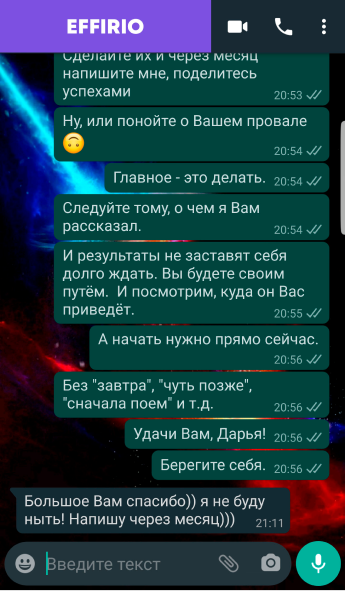 EFFIRIO
Сделайте их и через месяц
напишите мне, поделитесь
успехами
20:53
Ну, или понойте о Вашем провале
🙃
20:54
Главное - это делать. 20:54
Следуйте тому, о чем я Вам
рассказал.
20:54
И результаты не заставят себя
долго ждать. Вы будете своим
путём. И посмотрим, куда он Вас
приведёт.
20:55
А начать нужно прямо сейчас.
20:56
Без "завтра", "чуть позже",
"сначала поем" и т.д.
20:56
Удачи Вам, Дарья! 20:56
Берегите себя. 20:56
Большое Вам спасибо)) я не буду
ныть! Напишу через месяц)))
21:11
Введите текст